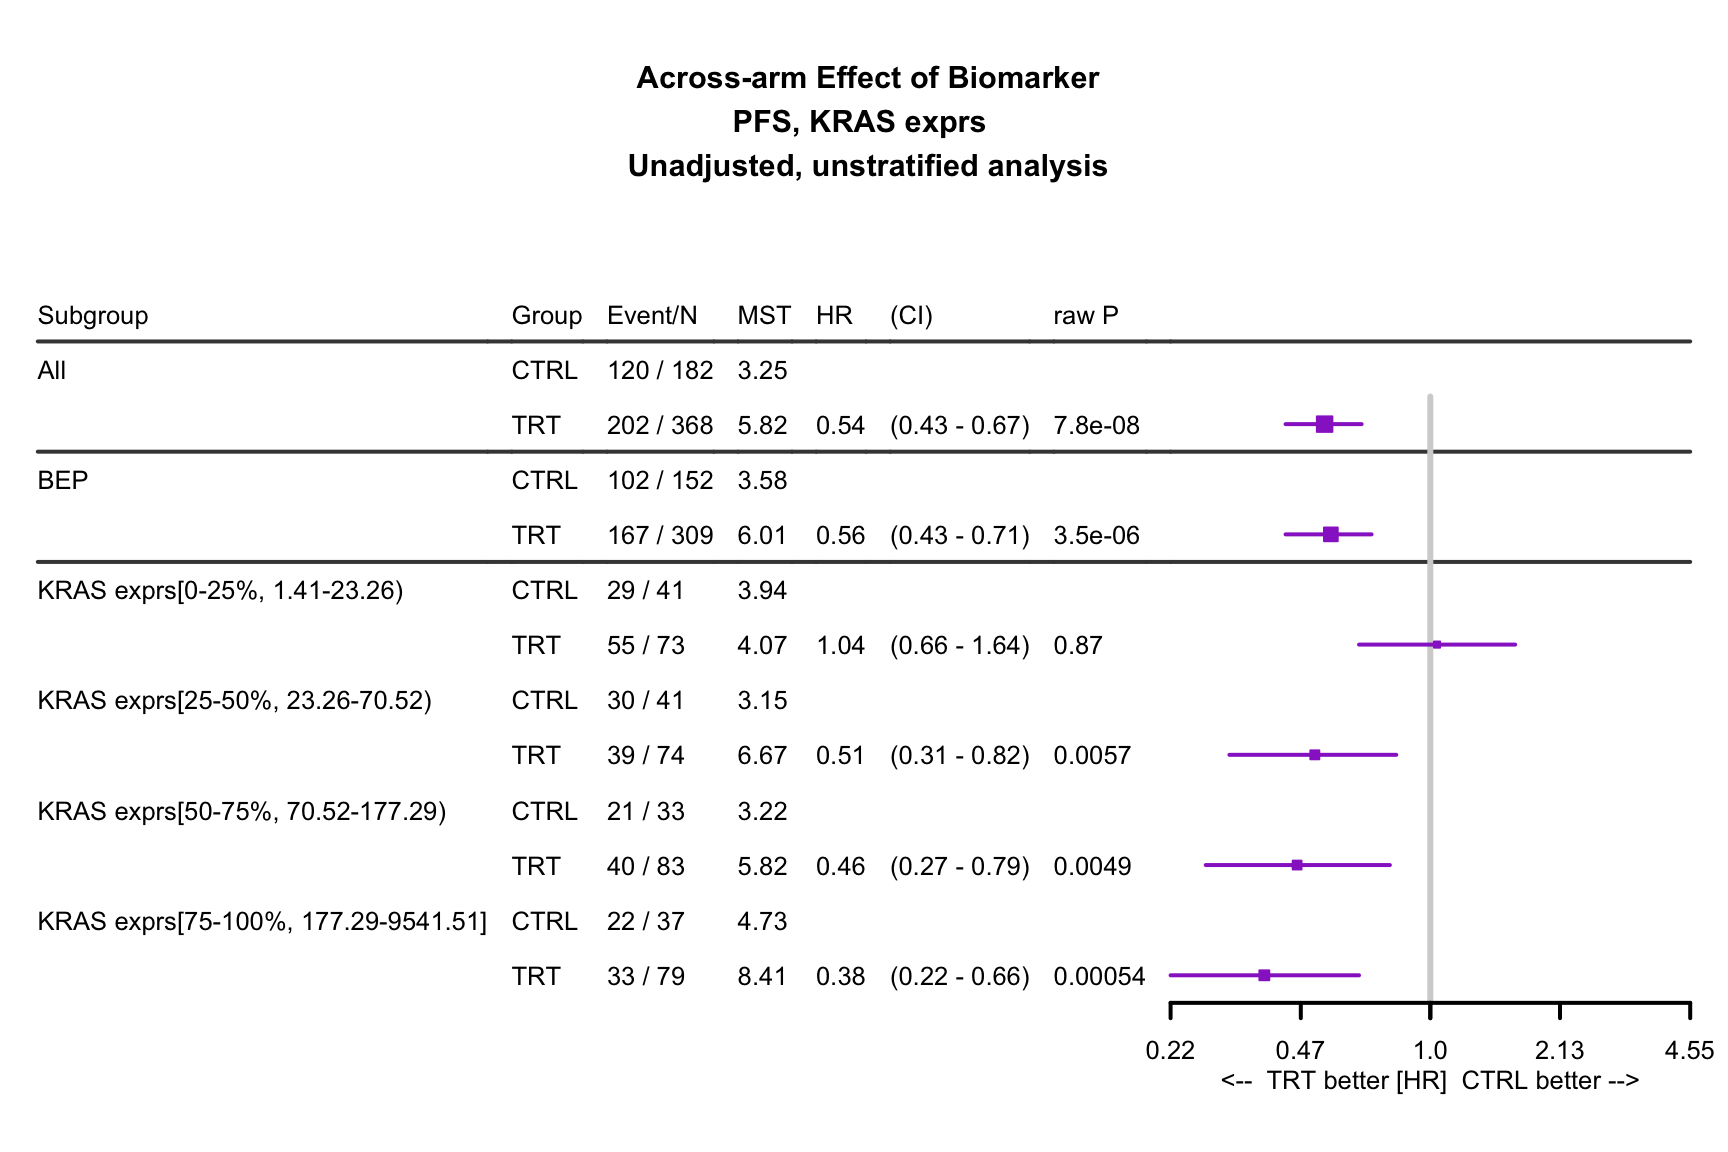 Across-arm Effect of Biomarker
PFS, KRAS exprs
Unadjusted, unstratified analysis
Subgroup Group Event/N MST HR (CI) raw P
All CTRL 120 / 182 3.25
TRT 202 / 368 5.82 0.54 (0.43 - 0.67) 7.8e-08
BEP CTRL 102 / 152 3.58
TRT 167 / 309 6.01 0.56 (0.43 - 0.71) 3.5e-06
KRAS exprs[0-25%, 1.41-23.26) CTRL 29 / 41 3.94
TRT 55 / 73 4.07 1.04 (0.66 - 1.64) 0.87
KRAS exprs[25-50%, 23.26-70.52) CTRL 30 / 41 3.15
TRT 39 / 74 6.67 0.51 (0.31 - 0.82) 0.0057
KRAS exprs[50-75%, 70.52-177.29) CTRL 21 / 33 3.22
TRT 40 / 83 5.82 0.46 (0.27 - 0.79) 0.0049
KRAS exprs[75-100%, 177.29-9541.51] CTRL 22 / 37 4.73
TRT 33 / 79 8.41 0.38 (0.22 - 0.66) 0.00054
0.22 0.47 1.0 2.13 4.55
<-- TRT better [HR] CTRL better -->